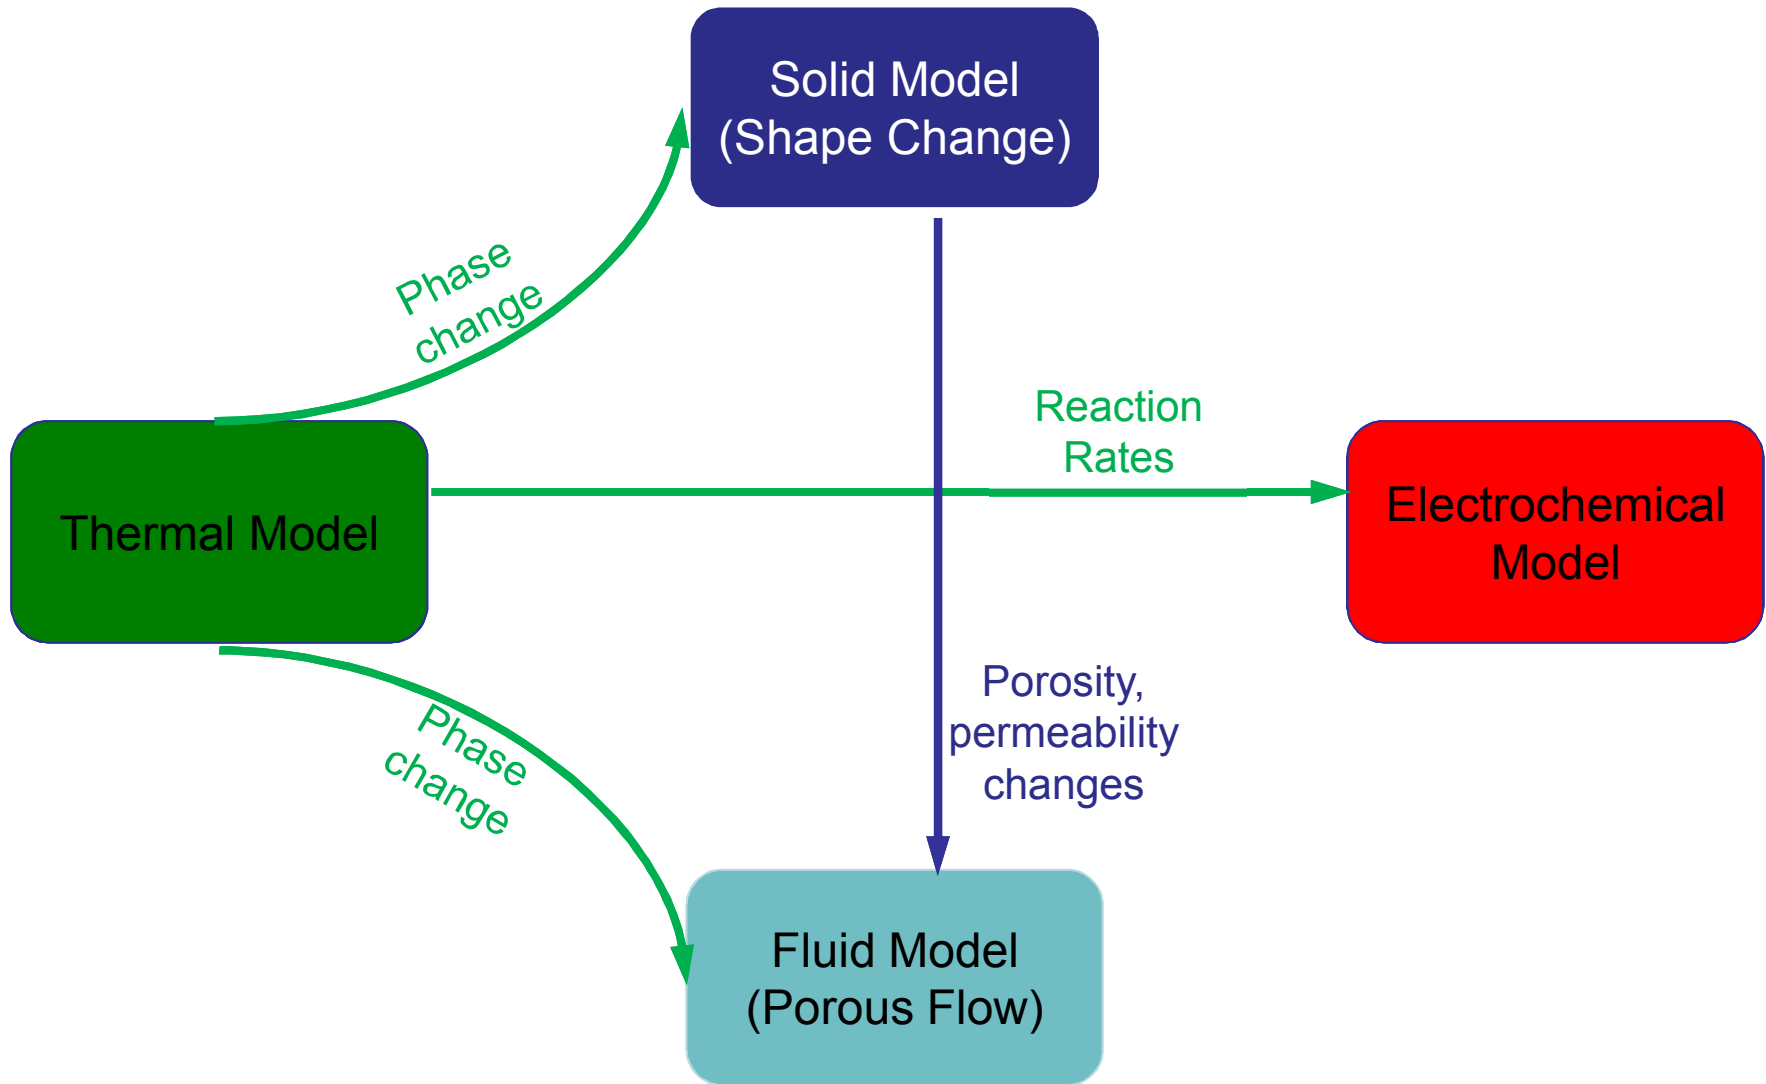 Solid Model
(Shape Change)
Phase
change
Reaction
Rates
Thermal Model
Electrochemical
Model
Porosity,
permeability
changes
Phase
change
Fluid Model
(Porous Flow)